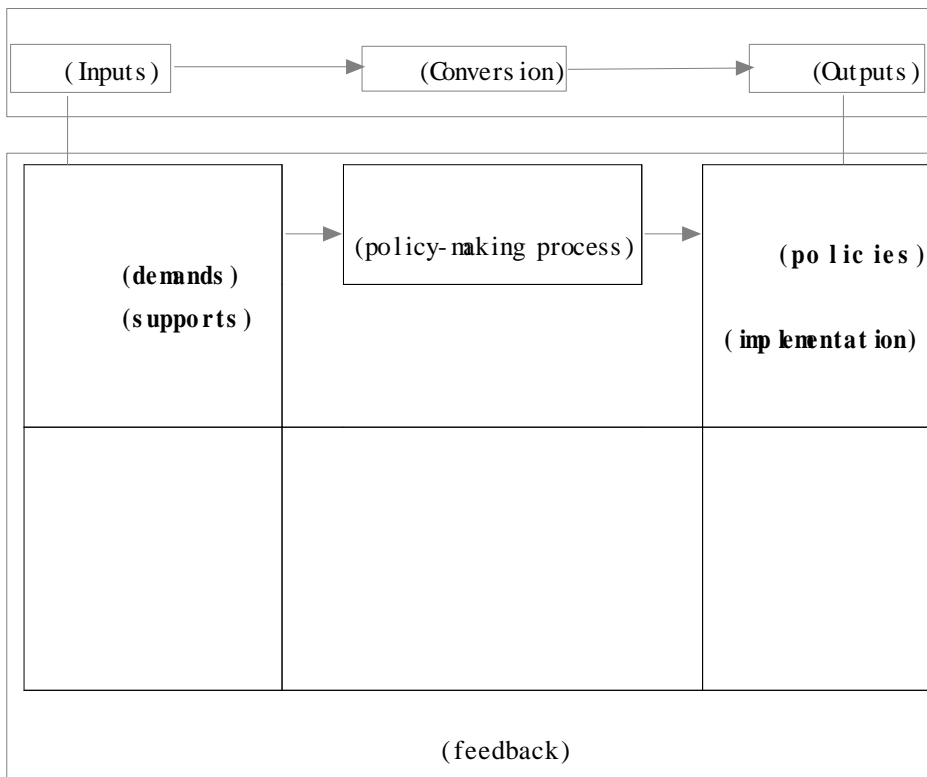 (Inputs) (Conversion) (Outputs)
(policy-making process)
(policies)
(demands)
(supports)
(implementation)
(feedback)